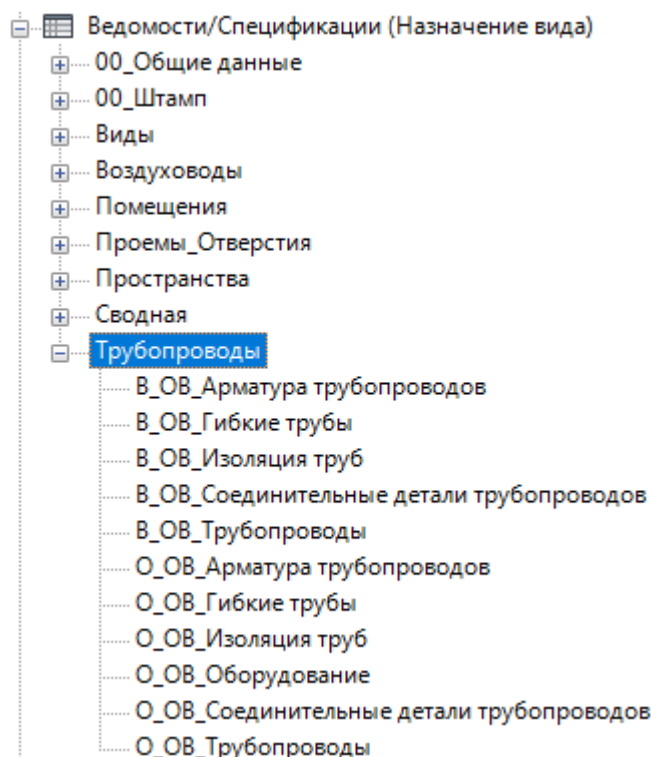 Ведомости/Спецификации (Назначение вида)
00_Общие данные
00_Штамп
Виды
Воздуховоды
Помещения
Проемы_Отверстия
Пространства
Сводная
Трубопроводы
В_ОВ_Арматура трубопроводов
В_ОВ_Гибкие трубы
В_ОВ_Изоляция труб
В_ОВ_Соединительные детали трубопроводов
В_ОВ_Трубопроводы
О_ОВ_Арматура трубопроводов
О_ОВ_Гибкие трубы
О_ОВ_Изоляция труб
О_ОВ_Оборудование
О_ОВ_Соединительные детали трубопроводов
О_ОВ_Трубопроводы